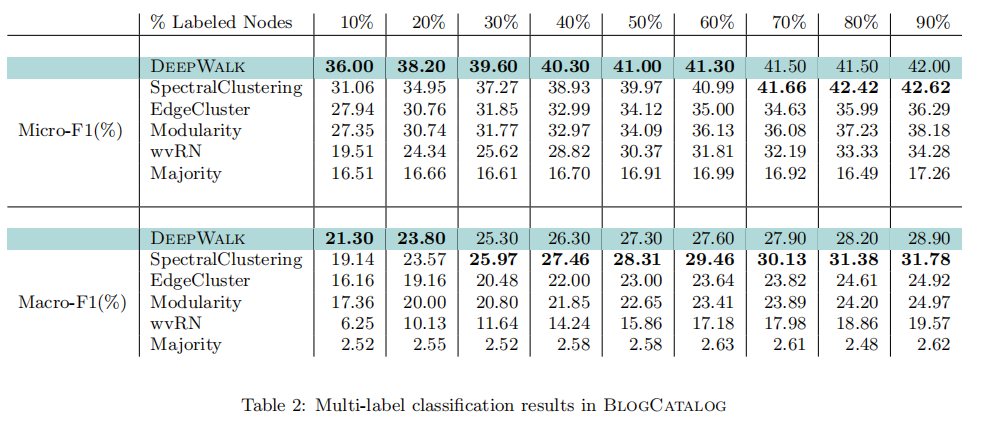 % Labeled Nodes 10% 20% 30% 40% 50% 60% 70% 80% 90%
DEEPWALK 36.00 38.20 39.60 40.30 41.00 41.30 41.50 41.50 42.00
SpectralClustering 31.06 34.95 37.27 38.93 39.97 40.99 41.66 42.42 42.62
EdgeCluster 27.94 30.76 31.85 32.99 34.12 35.00 34.63 35.99 36.29
Micro-F1(%) Modularity 27.35 30.74 31.77 32.97 34.09 36.13 36.08 37.23 38.18
wvRN 19.51 24.34 25.62 28.82 30.37 31.81 32.19 33.33 34.28
Majority 16.51 16.66 16.61 16.70 16.91 16.99 16.92 16.49 17.26
DEEPWALK 21.30 23.80 25.30 26.30 27.30 27.60 27.90 28.20 28.90
SpectralClustering 19.14 23.57 25.97 27.46 28.31 29.46 30.13 31.38 31.78
EdgeCluster 16.16 19.16 20.48 22.00 23.00 23.64 23.82 24.61 24.92
Macro-F1(%) Modularity 17.36 20.00 20.80 21.85 22.65 23.41 23.89 24.20 24.97
wvRN 6.25 10.13 11.64 14.24 15.86 17.18 17.98 18.86 19.57
Majority 2.52 2.55 2.52 2.58 2.58 2.63 2.61 2.48 2.62
Table 2: Multi-label classification results in BLOGCATALOG